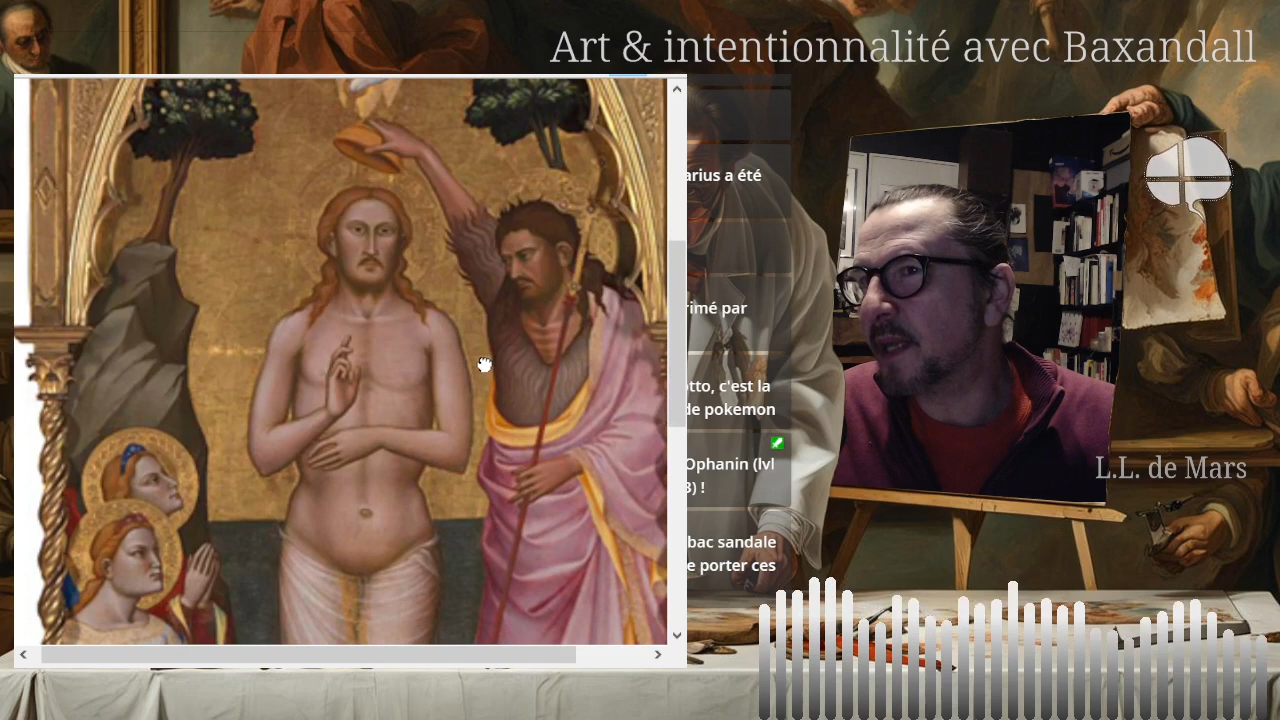 Art & intentionnalité avec Baxandall
arius a été
rimé par
otto, c'est la
de pokemon
Ophanin (lvl
3) !
bac sandale
e porter ces
L.L. de Mars